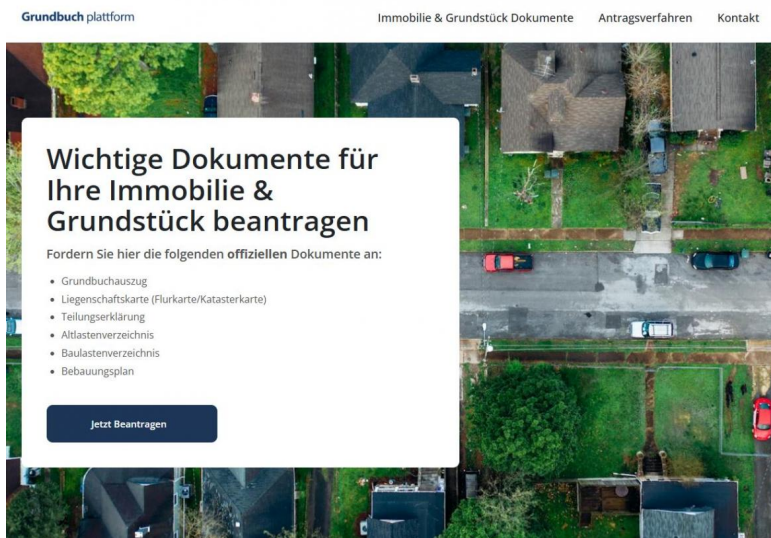 Grundbuch plattform
Immobilie & Grundstück Dokumente
Antragsverfahren
Kontakt
Wichtige Dokumente für
Ihre Immobilie &
Grundstück beantragen
Fordern Sie hier die folgenden offiziellen Dokumente an:
Grundbuchauszug
Liegenschaftskarte (Flurkarte/Katasterkarte)
Teilungserklärung
Altlastenverzeichnis
Baulastenverzeichnis
Bebauungsplan
Jetzt Beantragen